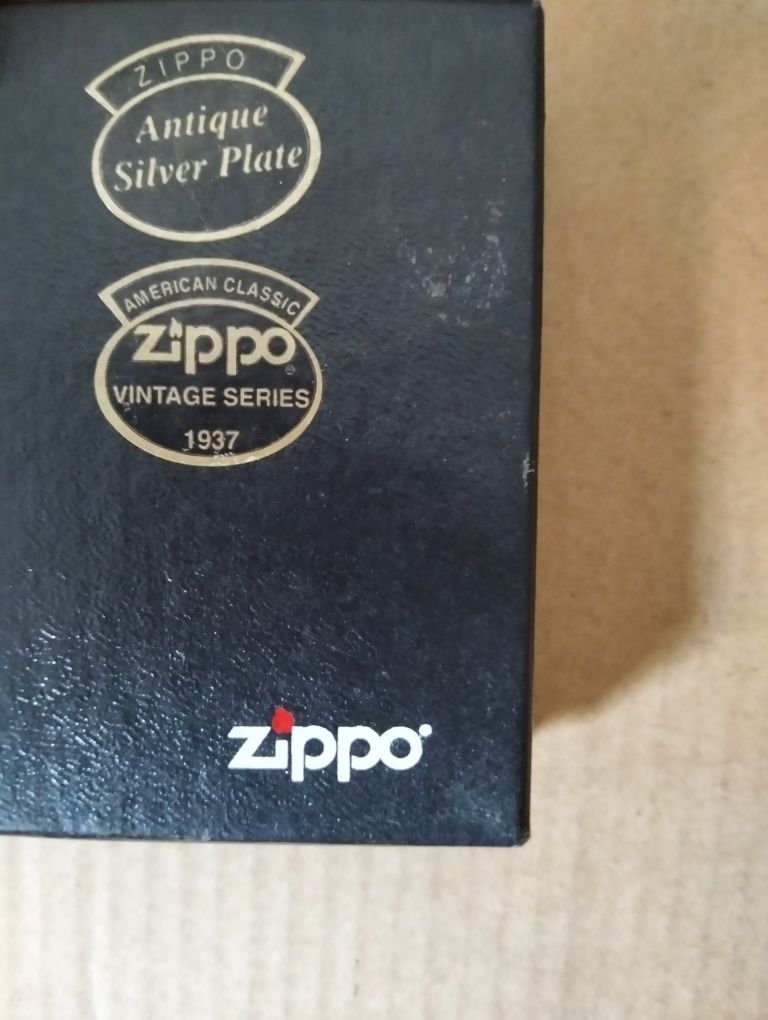 ZIPPO
Antique
Silver Plate
AMERICAN CLASSIC
Zippo
VINTAGE SERIES
1937
zippo